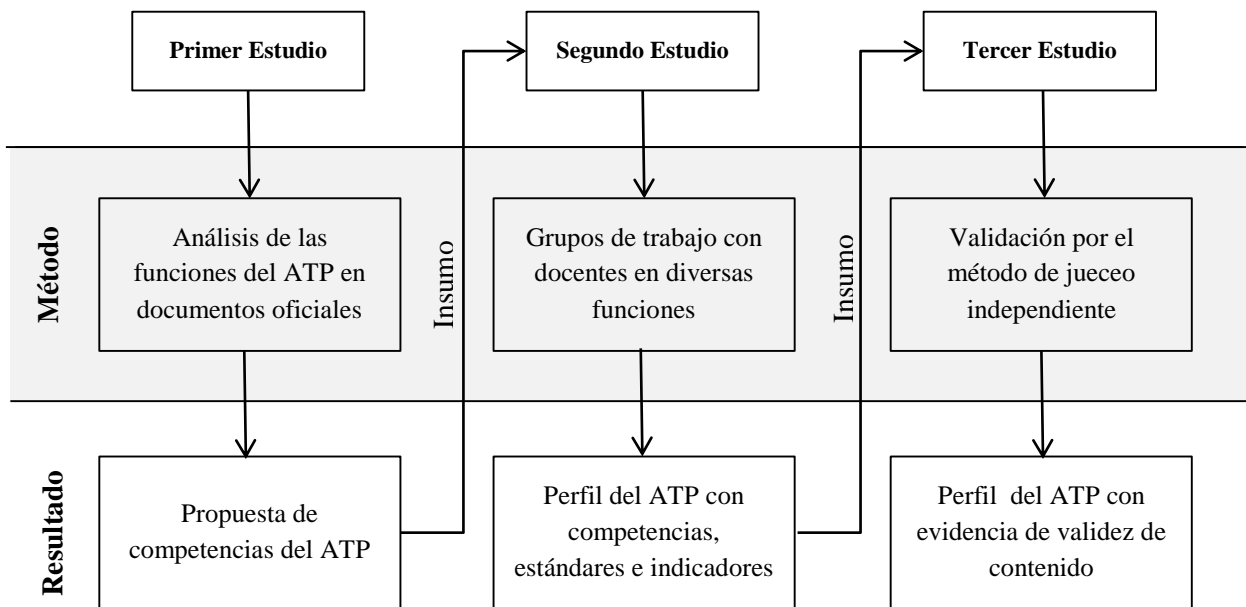 Primer Estudio
Segundo Estudio
Tercer Estudio
Método
Análisis de las
funciones del ATP en
documentos oficiales
Insumo
Grupos de trabajo con
docentes en diversas
funciones
Insumo
Validación por el
método de jueceo
independiente
Resultado
Propuesta de
competencias del ATP
Perfil del ATP con
competencias,
estándares e indicadores
Perfil  del ATP con
evidencia de validez de
contenido